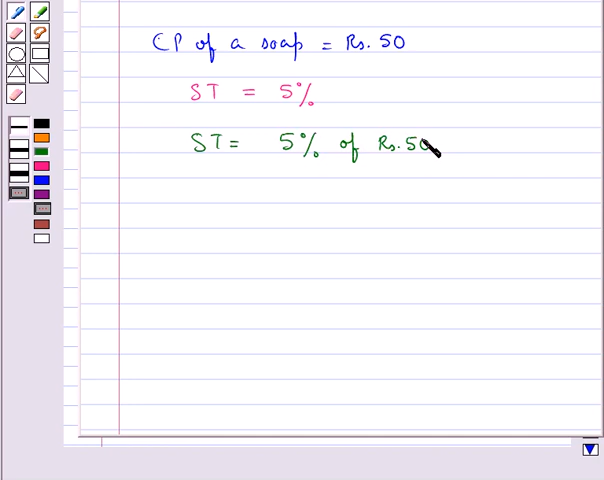 CP of a soap = Rs. 50
ST = 5%
ST = 5% of Rs. 50